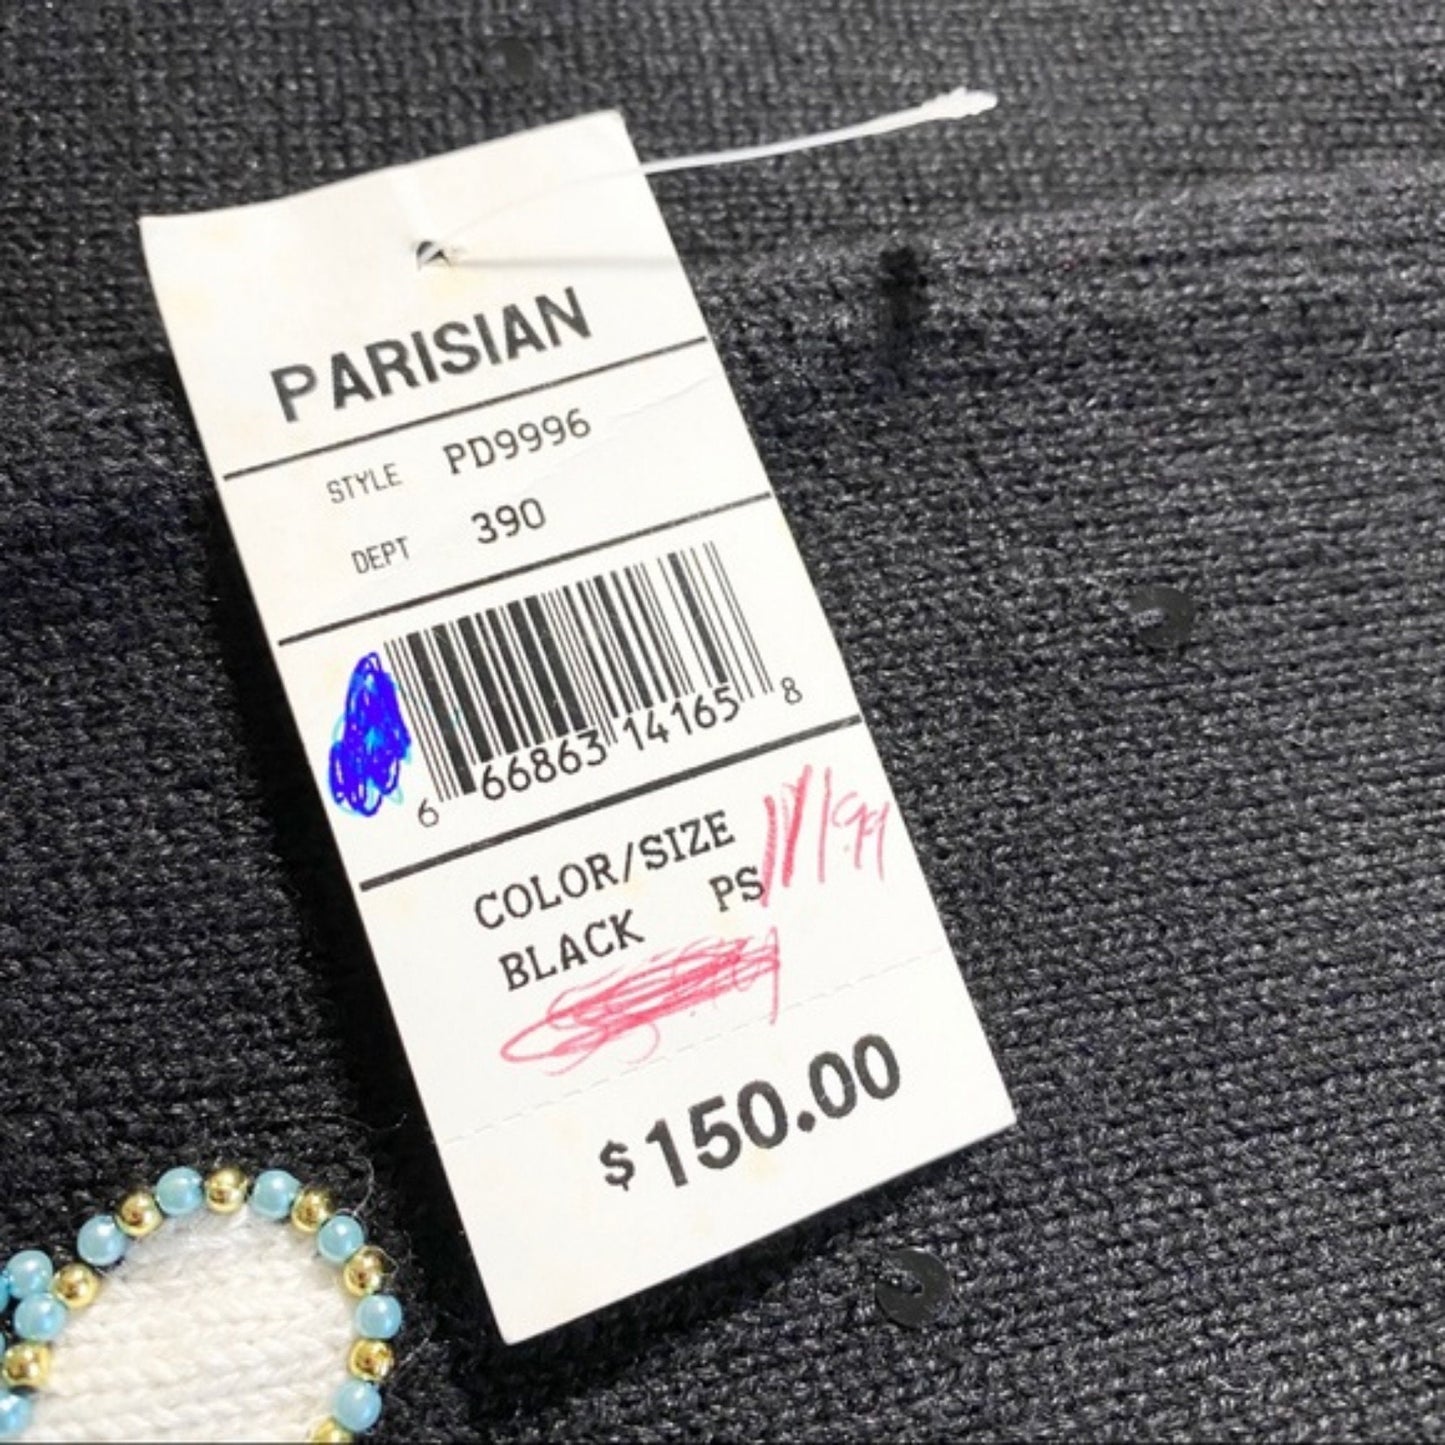 PARISIAN
STYLE PD9996
DEPT 390
6 66863 14165 8
COLOR/SIZE
BLACK PS
$150.00